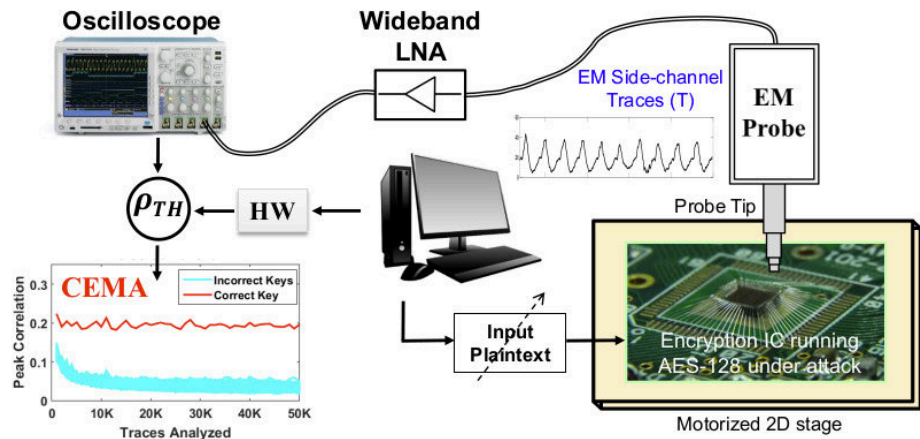 Oscilloscope
Wideband
LNA
EM Side-channel
Traces (T)
EM
Probe
Probe Tip
ρTH
HW
CEMA
Incorrect Keys
Correct Key
Peak Correlation
0.3
0.2
0.1
0
0 10K 20K 30K 40K 50K
Traces Analyzed
Input
Plaintext
Encryption IC running
AES-128 under attack
Motorized 2D stage